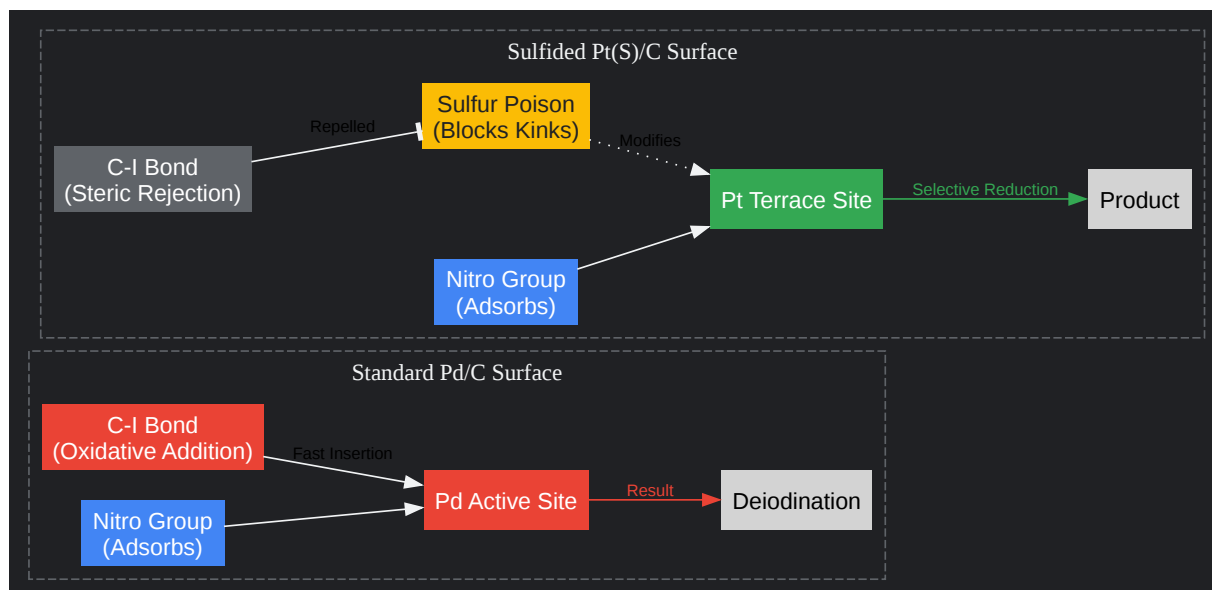 Sulfided Pt(S)/C Surface
Sulfur Poison
(Blocks Kinks)
Repelled
Modifies
C-I Bond
(Steric Rejection)
Pt Terrace Site
Selective Reduction
Product
Nitro Group
(Adsorbs)
Standard Pd/C Surface
C-I Bond
(Oxidative Addition)
Fast Insertion
Pd Active Site
Result
Deiodination
Nitro Group
(Adsorbs)